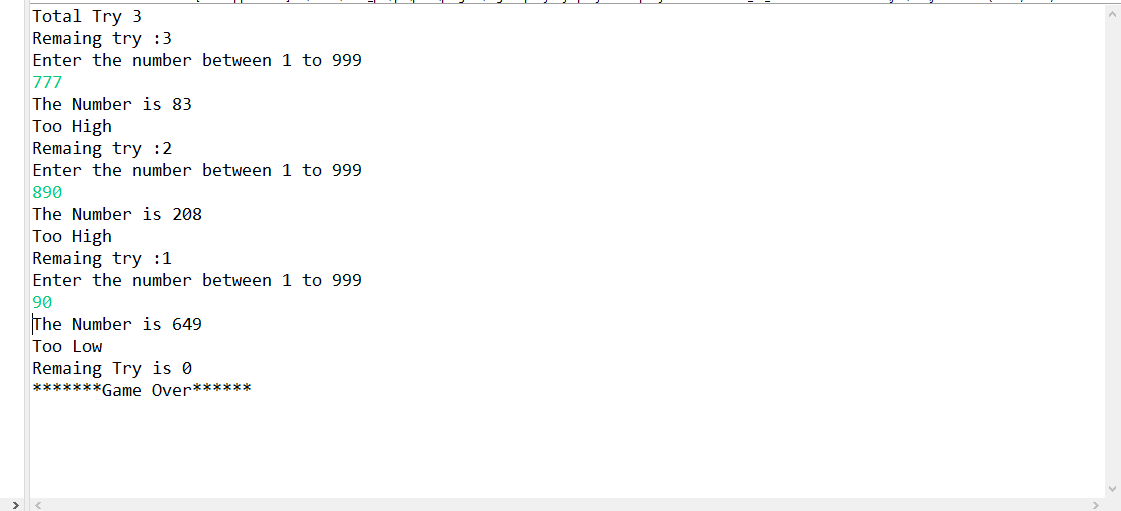 Total Try 3
Remaing try :3
Enter the number between 1 to 999
777
The Number is 83
Too High
Remaing try :2
Enter the number between 1 to 999
890
The Number is 208
Too High
Remaing try :1
Enter the number between 1 to 999
90
The Number is 649
Too Low
Remaing Try is 0
*******Game Over******